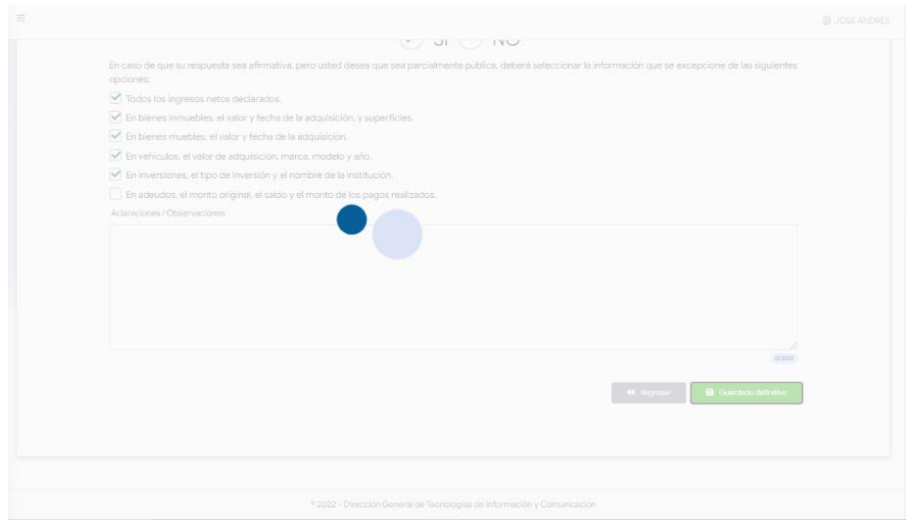 JOSE ANDRES
SI NO
En caso de que su respuesta sea afirmativa, pero usted desea que sea parcialmente publica, deberá seleccionar la información que se excepcione de las siguientes
opciones:
Todos los ingresos netos declarados.
En bienes inmuebles, el valor y fecha de la adquisición, y superficies.
En bienes muebles, el valor y fecha de la adquisición.
En vehículos, el valor de adquisición, marca, modelo y año.
En inversiones, el tipo de inversión y el nombre de la institución.
En adeudos, el monto original, el saldo y el monto de los pagos realizados.
Aclaraciones / Observaciones
Regresar Guardado definitivo
© 2022 - Dirección General de Tecnologías de Información y Comunicación